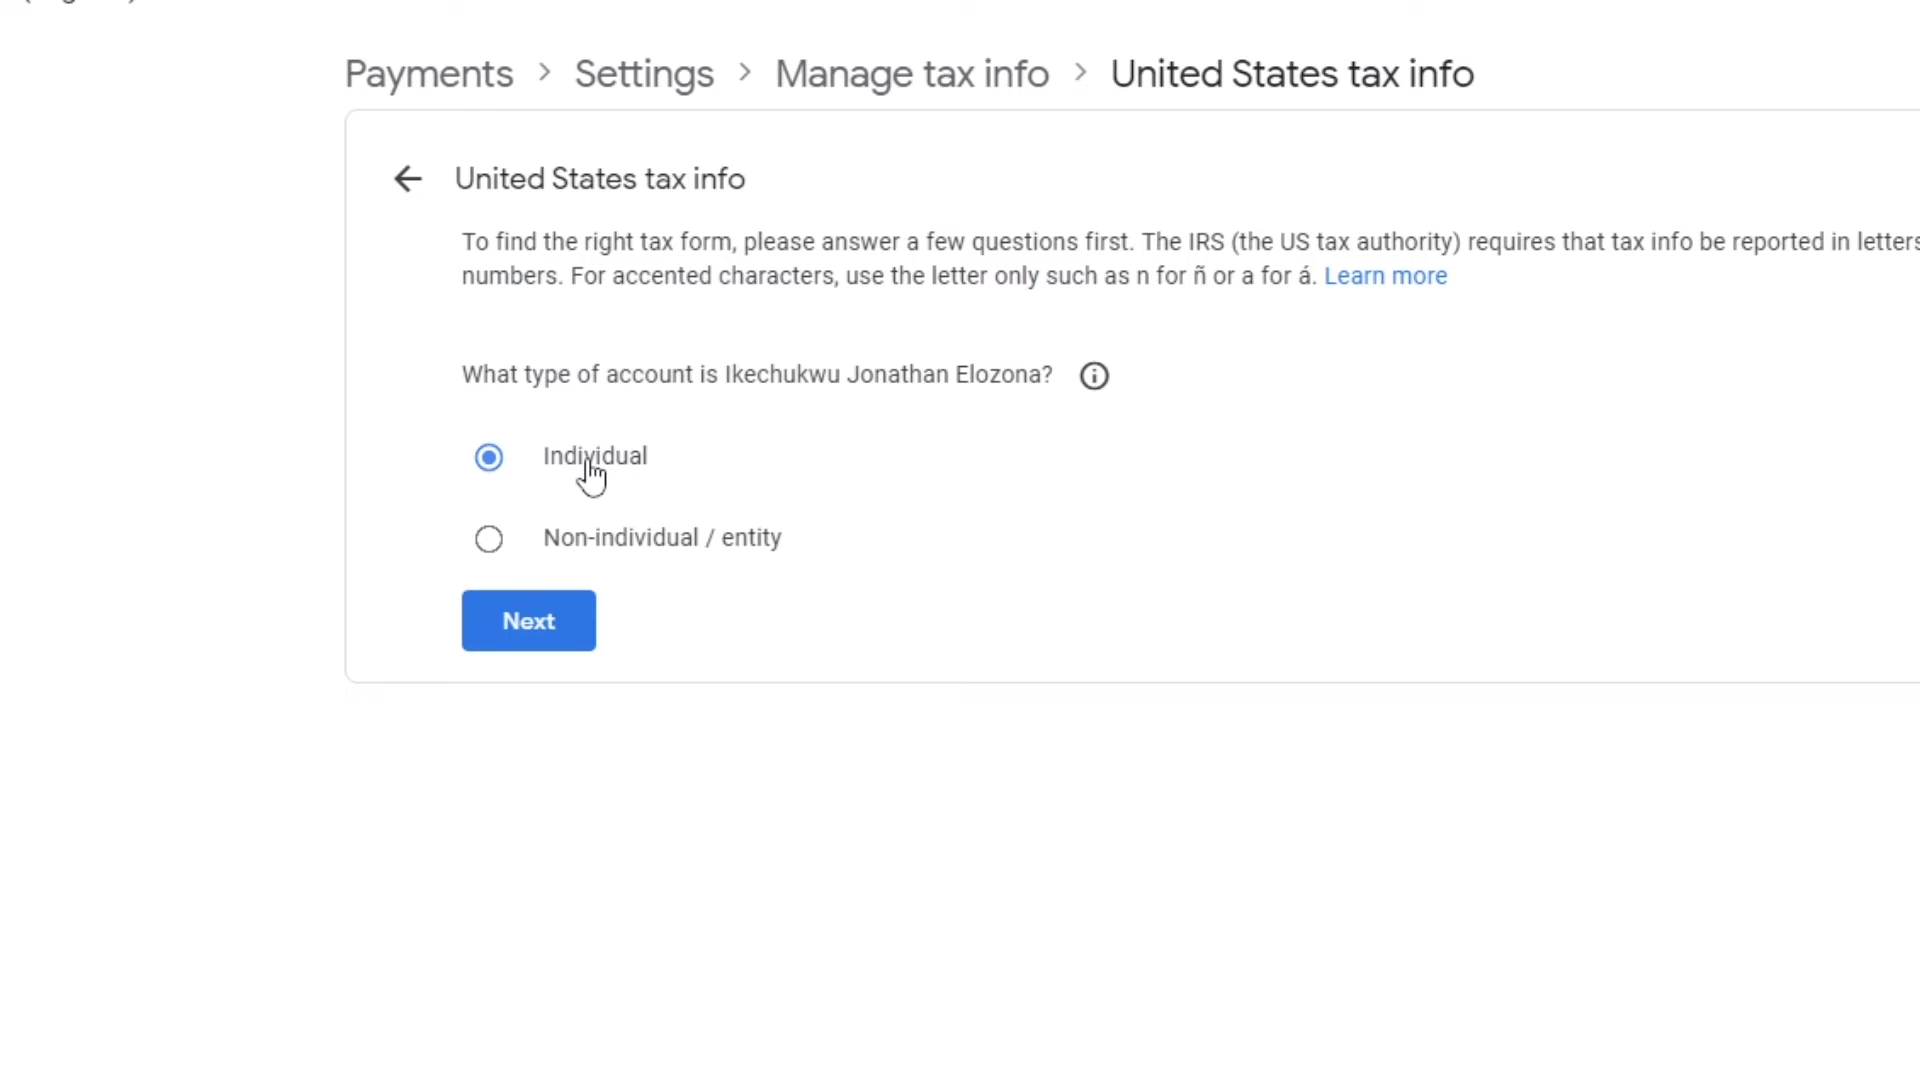 Payments > Settings > Manage tax info > United States tax info
United States tax info
To find the right tax form, please answer a few questions first. The IRS (the US tax authority) requires that tax info be reported in letters
numbers. For accented characters, use the letter only such as n for ñ or a for á. Learn more
What type of account is Ikechukwu Jonathan Elozona?
Individual
Non-individual / entity
Next